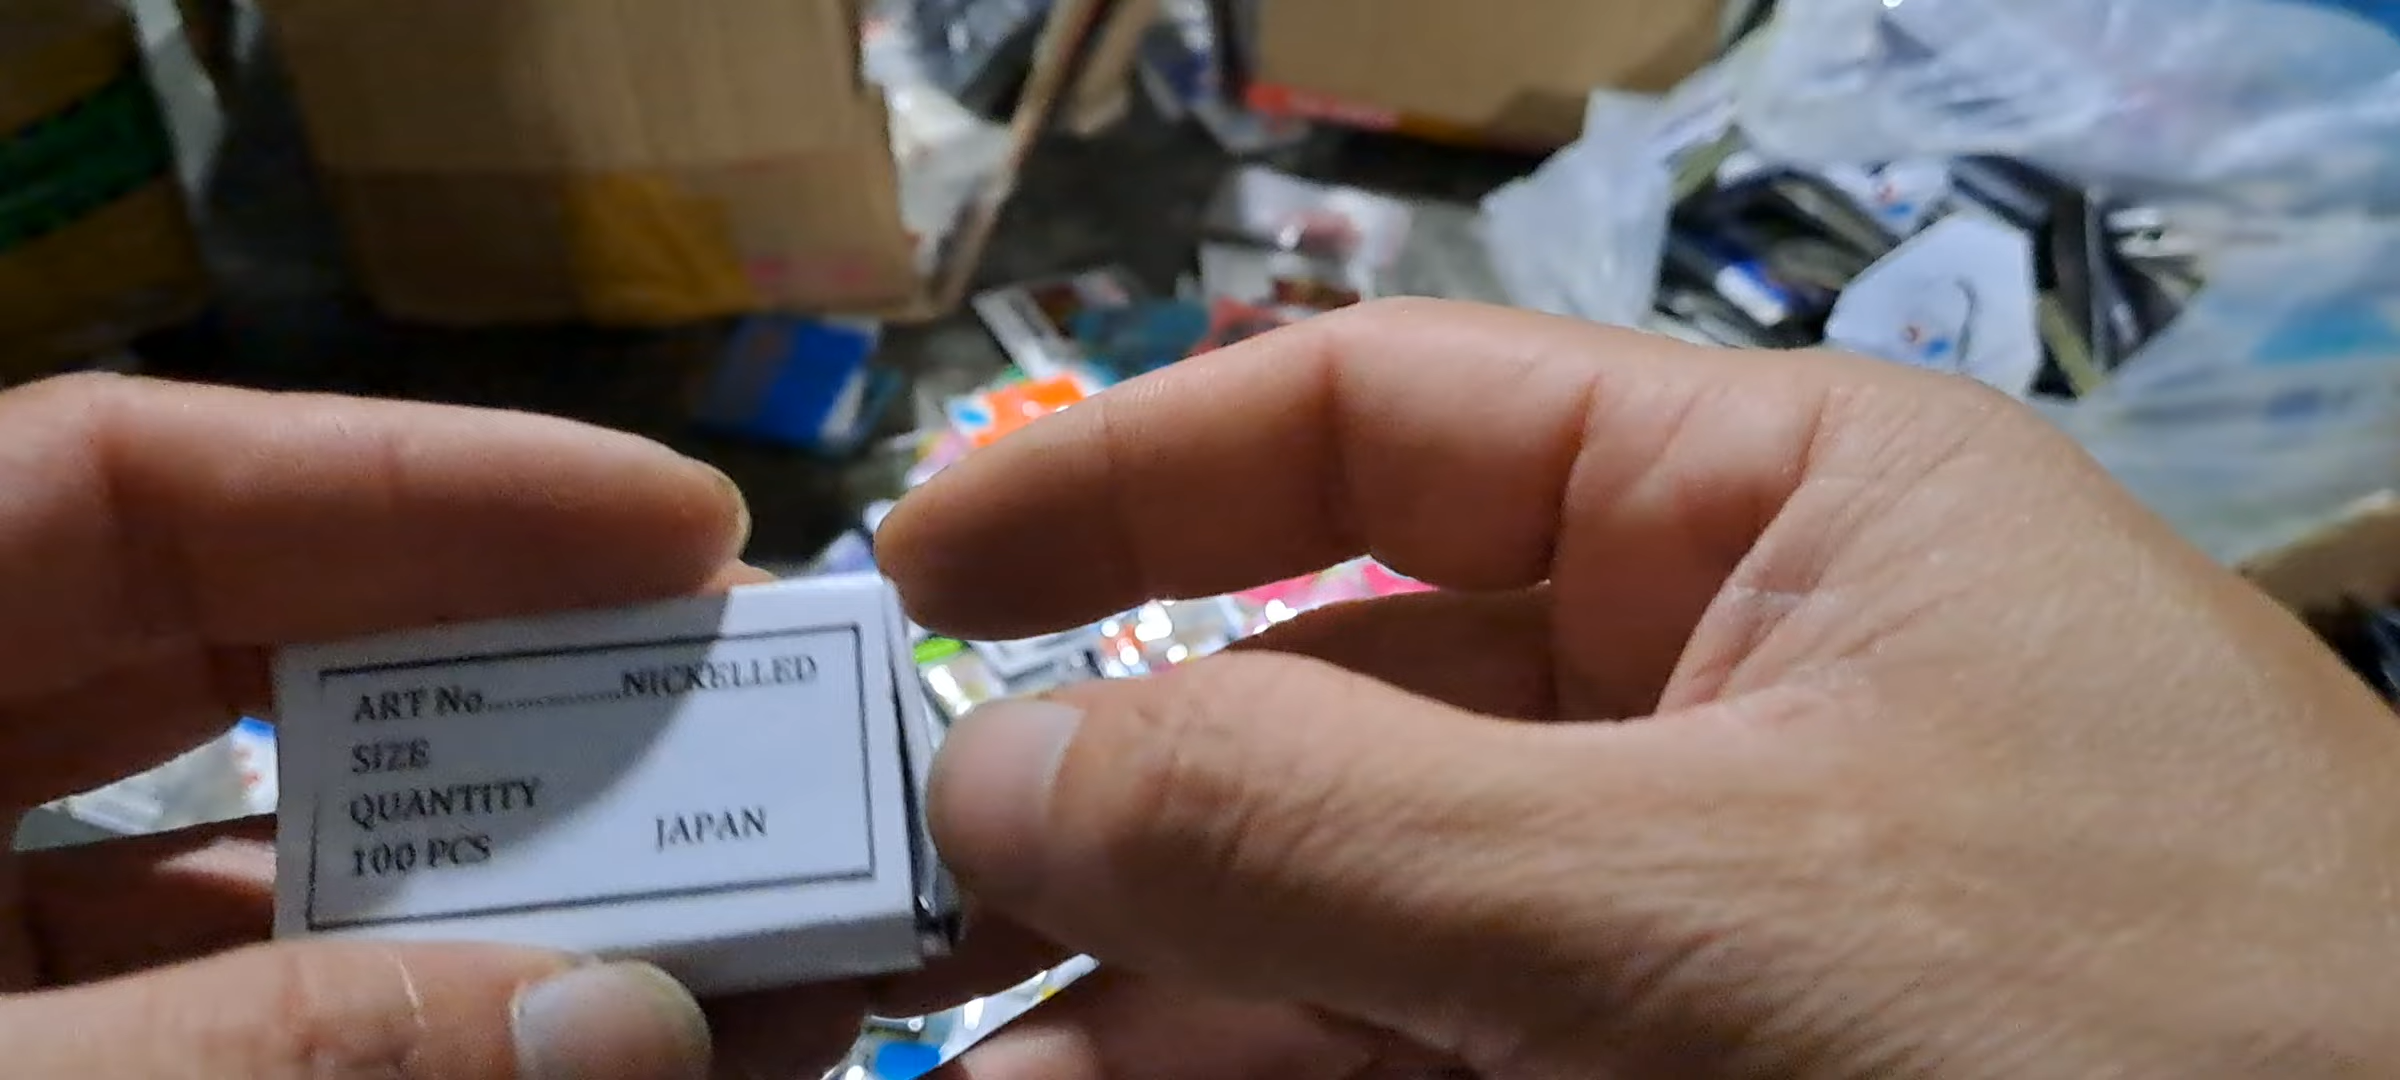 ART No............NICKELLED
SIZE
QUANTITY
100 PCS
JAPAN